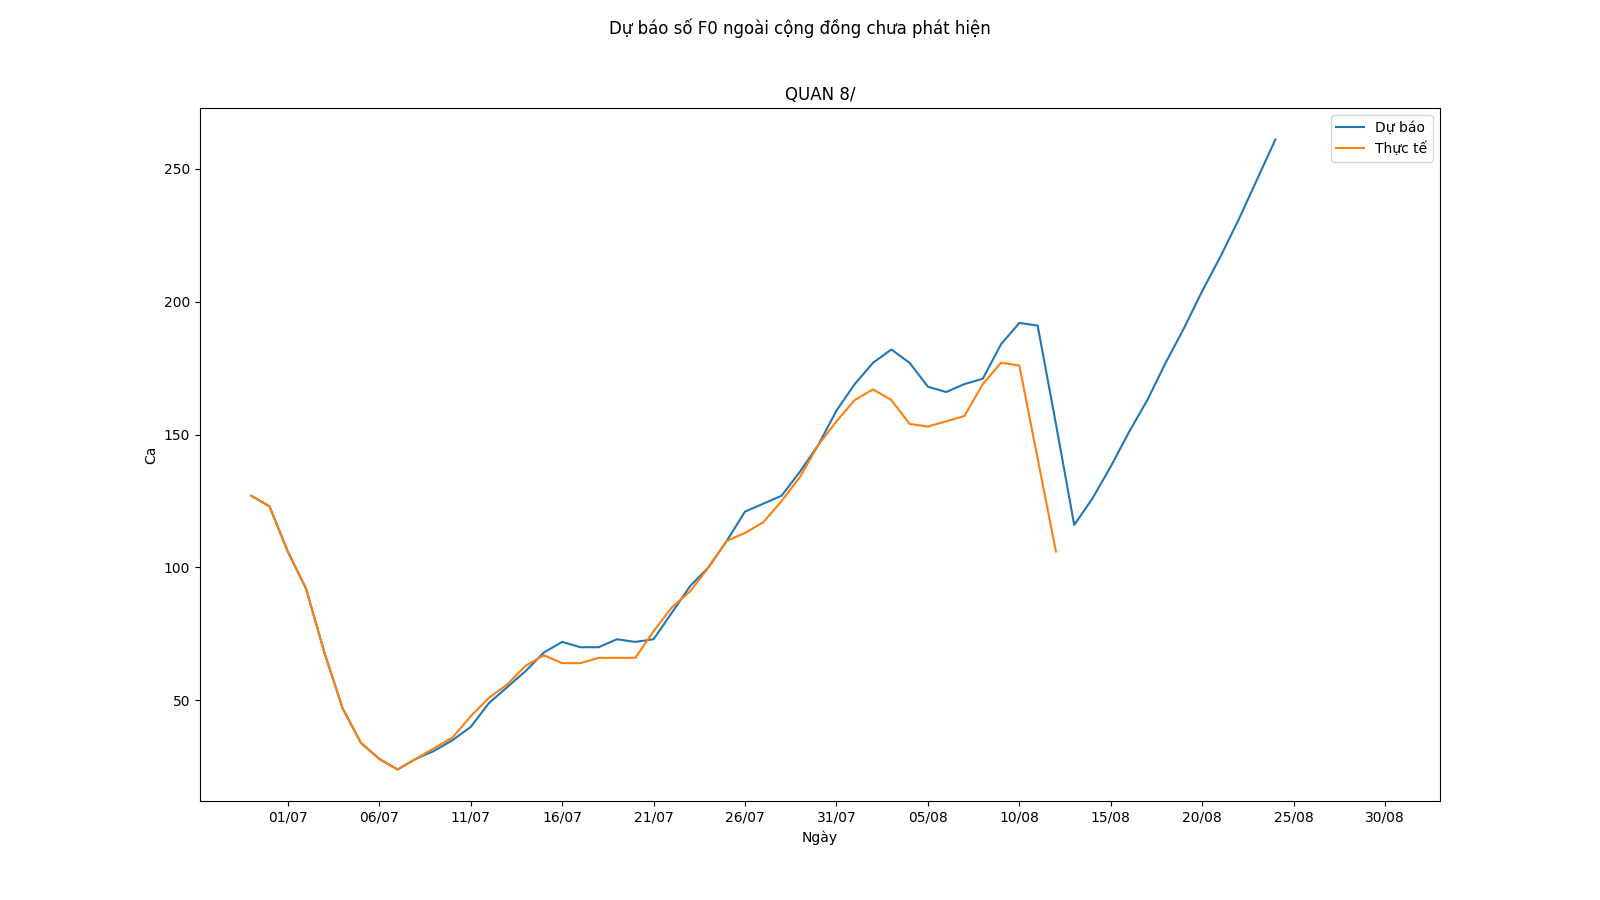 Dự báo số F0 ngoài cộng đồng chưa phát hiện
QUAN 8/
Dự báo
Thực tế
250
200
150
100
50
Ca
01/07 06/07 11/07 16/07 21/07 26/07 31/07 05/08 10/08 15/08 20/08 25/08 30/08
Ngày